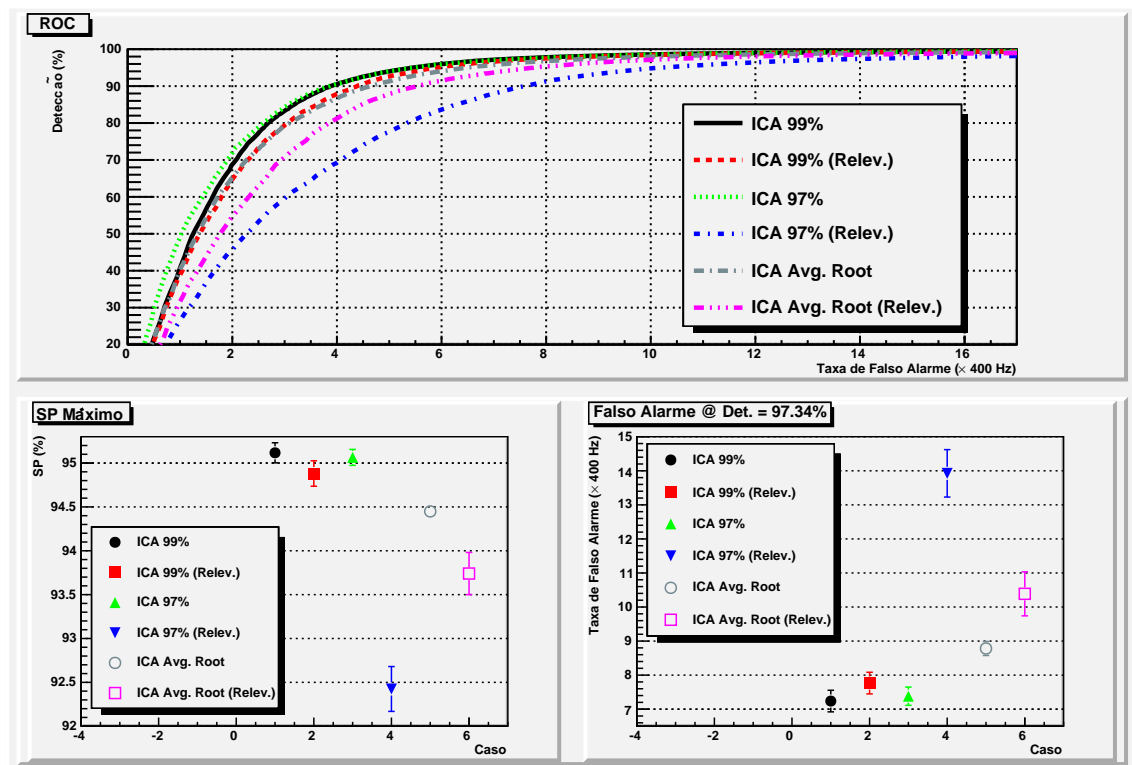 ROC
Deteccão (%)
100
90
80
70
60
50
40
30
20
0 2 4 6 8 10 12 14 16
Taxa de Falso Alarme (× 400 Hz)
ICA 99%
ICA 99% (Relev.)
ICA 97%
ICA 97% (Relev.)
ICA Avg. Root
ICA Avg. Root (Relev.)
SP Máximo
SP (%)
95
94.5
94
93.5
93
92.5
92
-4 -2 0 2 4 6
Caso
ICA 99%
ICA 99% (Relev.)
ICA 97%
ICA 97% (Relev.)
ICA Avg. Root
ICA Avg. Root (Relev.)
Falso Alarme @ Det. = 97.34%
Taxa de Falso Alarme (× 400 Hz)
15
14
13
12
11
10
9
8
7
-4 -2 0 2 4 6
Caso
ICA 99%
ICA 99% (Relev.)
ICA 97%
ICA 97% (Relev.)
ICA Avg. Root
ICA Avg. Root (Relev.)